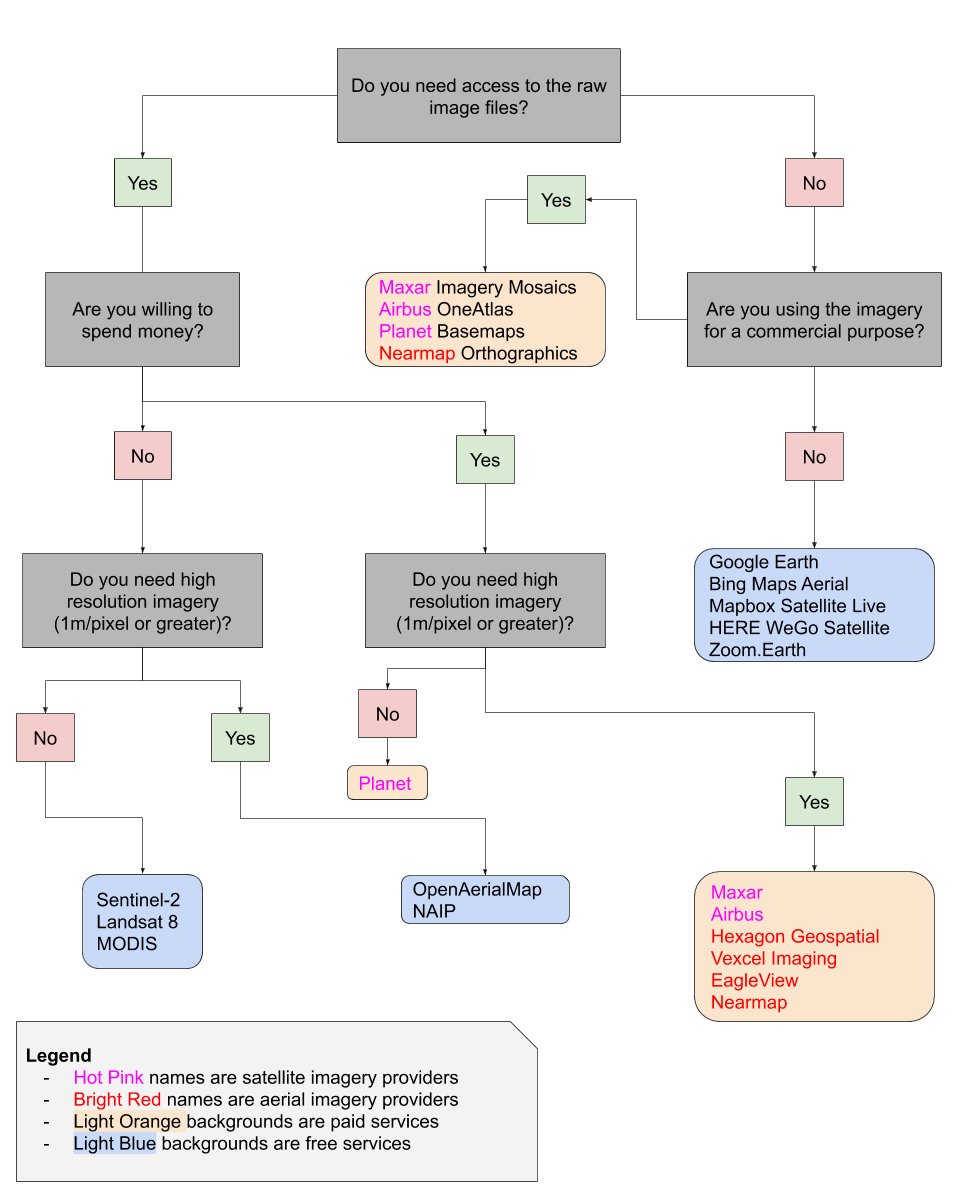 Do you need access to the raw
image files?
Yes
No
Yes
Are you willing to
spend money?
Maxar Imagery Mosaics
Airbus OneAtlas
Planet Basemaps
Nearmap Orthographics
Are you using the imagery
for a commercial purpose?
No
Yes
No
Do you need high
resolution imagery
(1m/pixel or greater)?
Do you need high
resolution imagery
(1m/pixel or greater)?
Google Earth
Bing Maps Aerial
Mapbox Satellite Live
HERE WeGo Satellite
Zoom.Earth
No
Yes
No
Planet
Yes
Sentinel-2
Landsat 8
MODIS
OpenAerialMap
NAIP
Maxar
Airbus
Hexagon Geospatial
Vexcel Imaging
EagleView
Nearmap
Legend
- Hot Pink names are satellite imagery providers
- Bright Red names are aerial imagery providers
- Light Orange backgrounds are paid services
- Light Blue backgrounds are free services